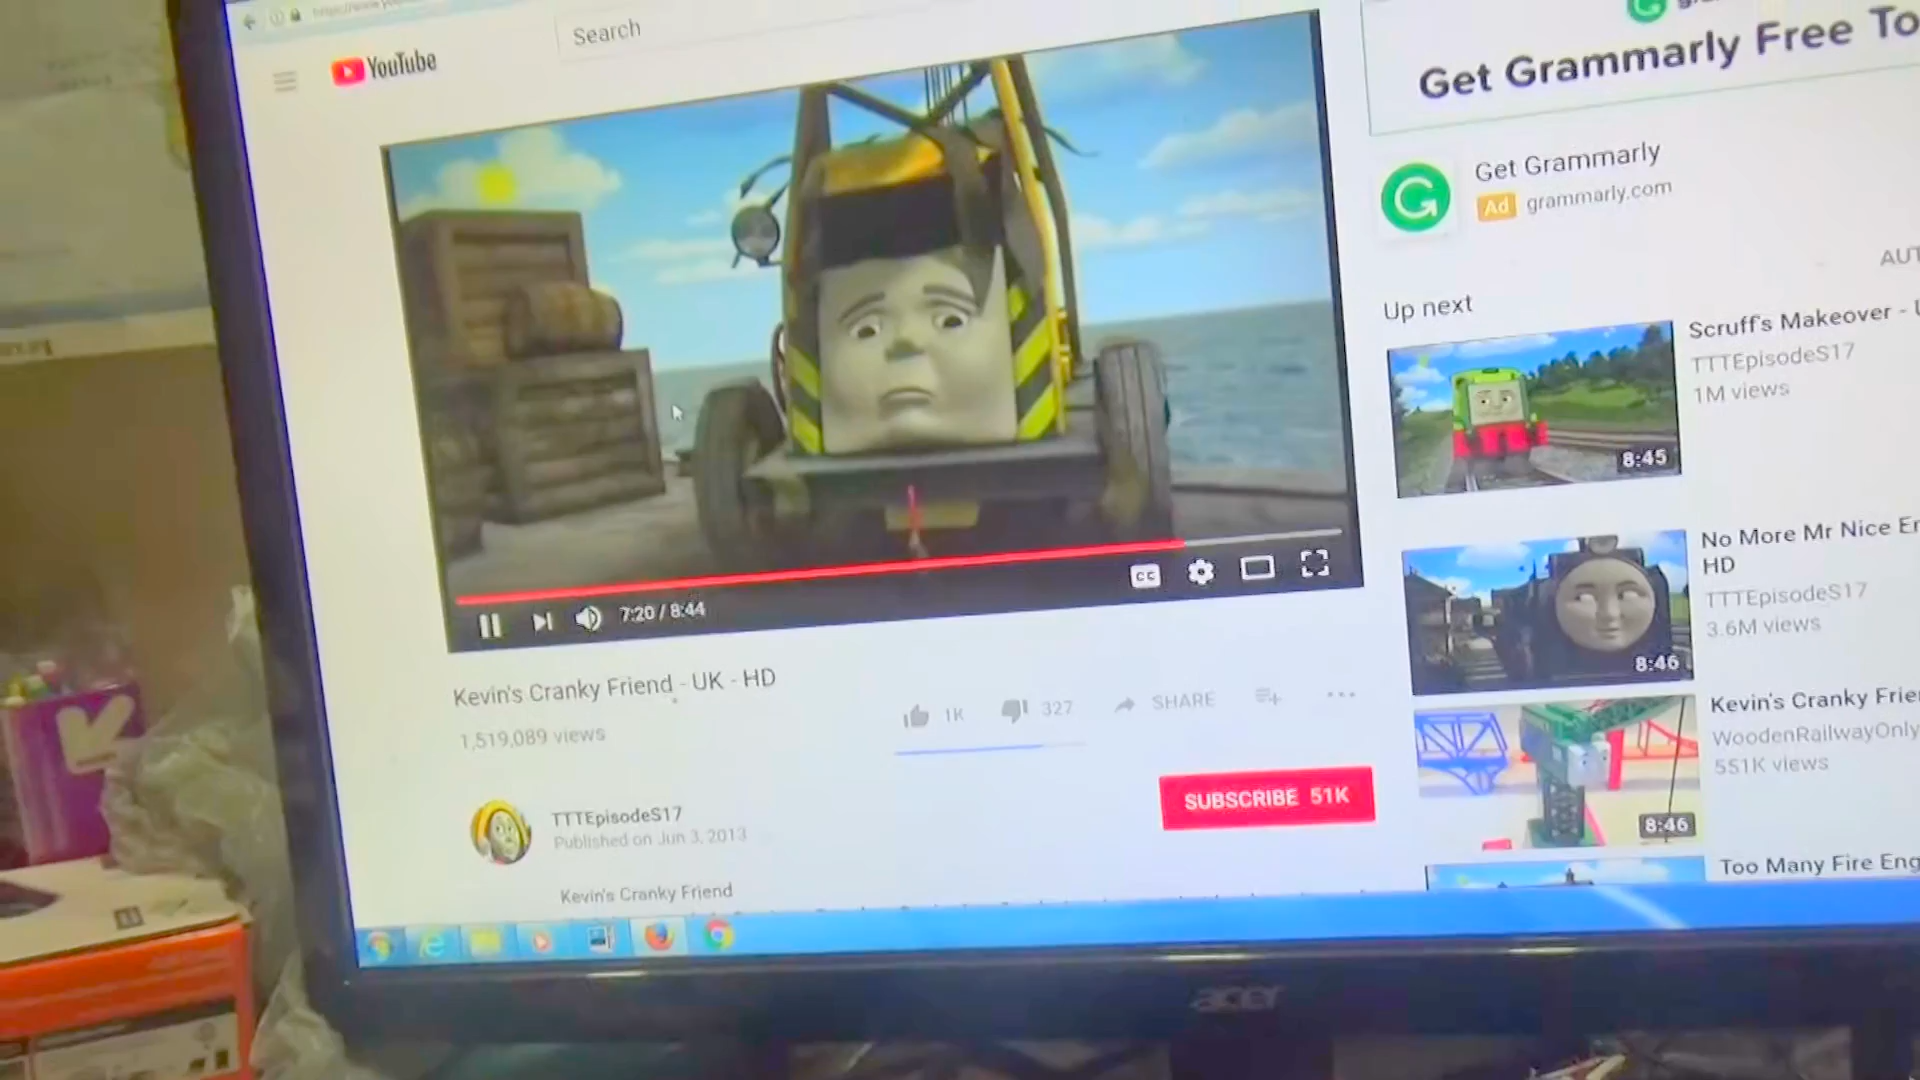 YouTube
Search
7:20 / 8:44
CC
Kevin's Cranky Friend - UK - HD
1,519,089 views
1K
327
SHARE
TTTEpisodeS17
Published on Jun 3, 2013
SUBSCRIBE 51K
Kevin's Cranky Friend
Get Grammarly Free To
Get Grammarly
Ad grammarly.com
AUT
Up next
Scruff's Makeover - U
TTTEpisodeS17
1M views
8:45
No More Mr Nice En
HD
TTTEpisodeS17
3.6M views
8:46
Kevin's Cranky Frie
WoodenRailwayOnly
551K views
8:46
Too Many Fire Eng
acer